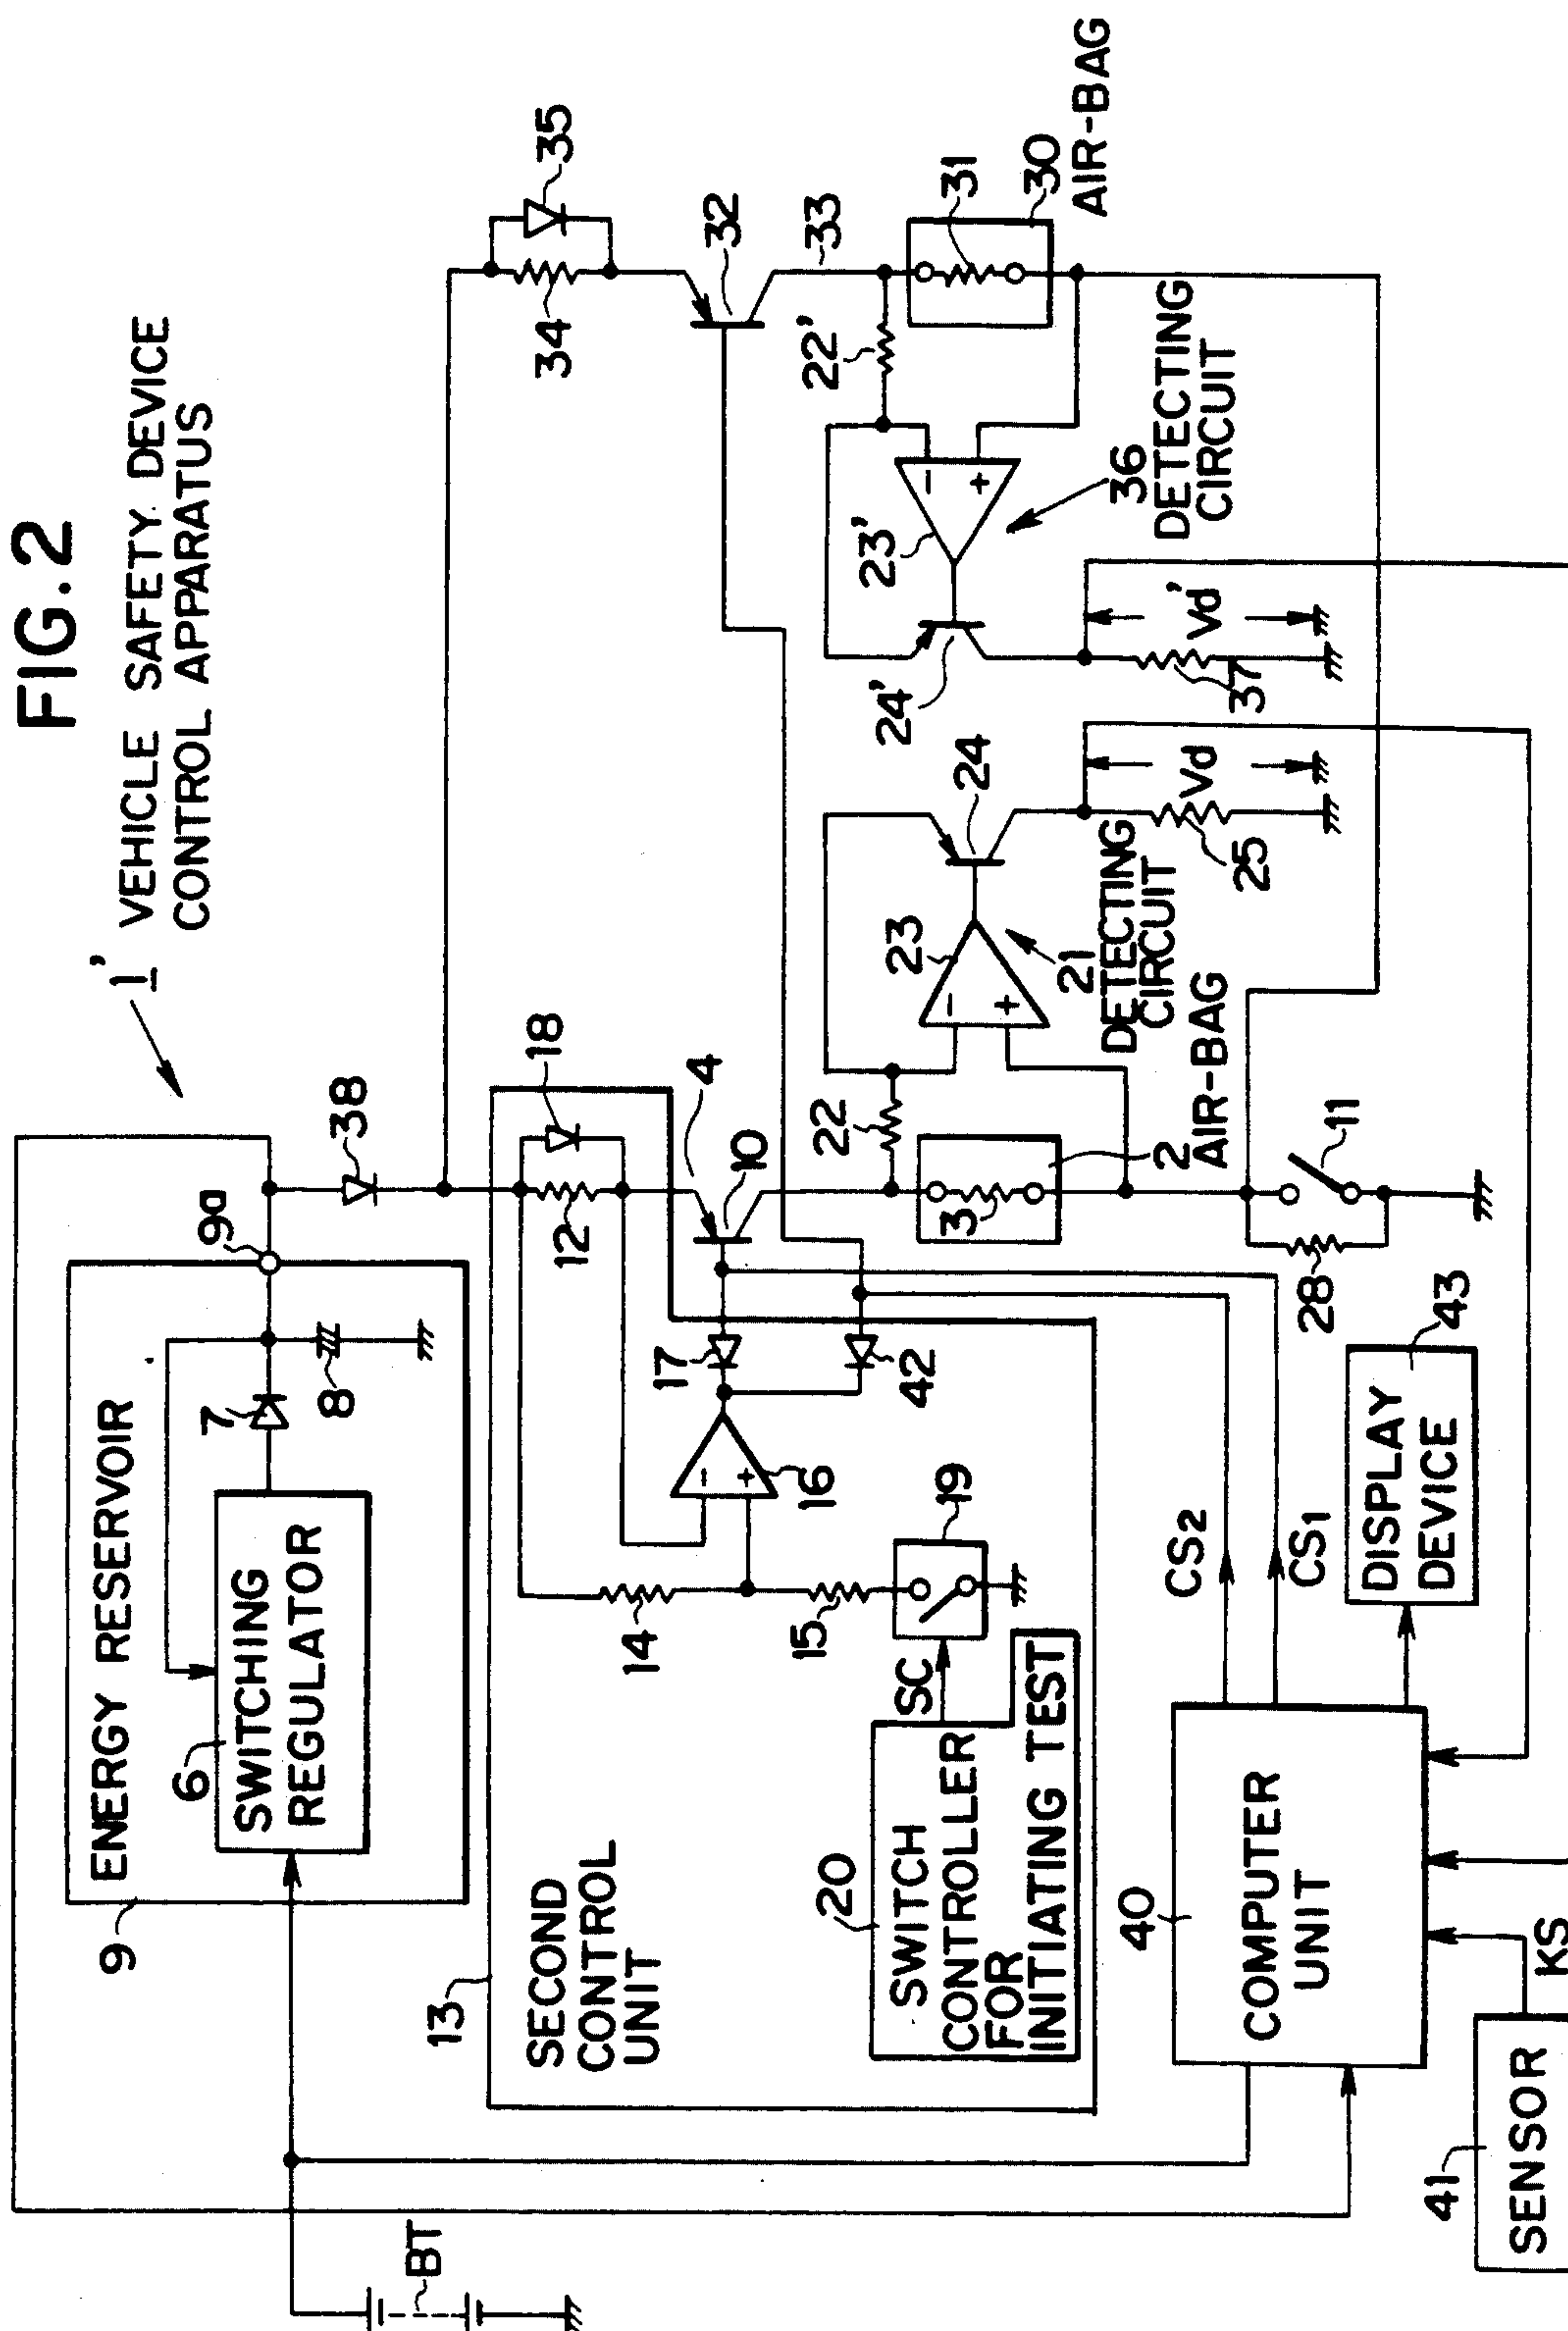 FIG.2
1' VEHICLE SAFETY DEVICE
CONTROL APPARATUS
ENERGY RESERVOIR
9
6
SWITCHING
REGULATOR
7
8
9a
38
BT
13
SECOND
CONTROL
UNIT
14
15
12
18
4
10
16
17
42
19
SC
20
SWITCH
CONTROLLER
FOR
INITIATING TEST
34
35
32
33
22'
31
30
AIR-BAG
23'
24'
36
DETECTING
CIRCUIT
Vd'
37
22
23
24
21
DETECTING
CIRCUIT
Vd
25
3
2
AIR-BAG
11
28
CS2
CS1
43
DISPLAY
DEVICE
40
COMPUTER
UNIT
41
SENSOR
KS
- +
- +
- +